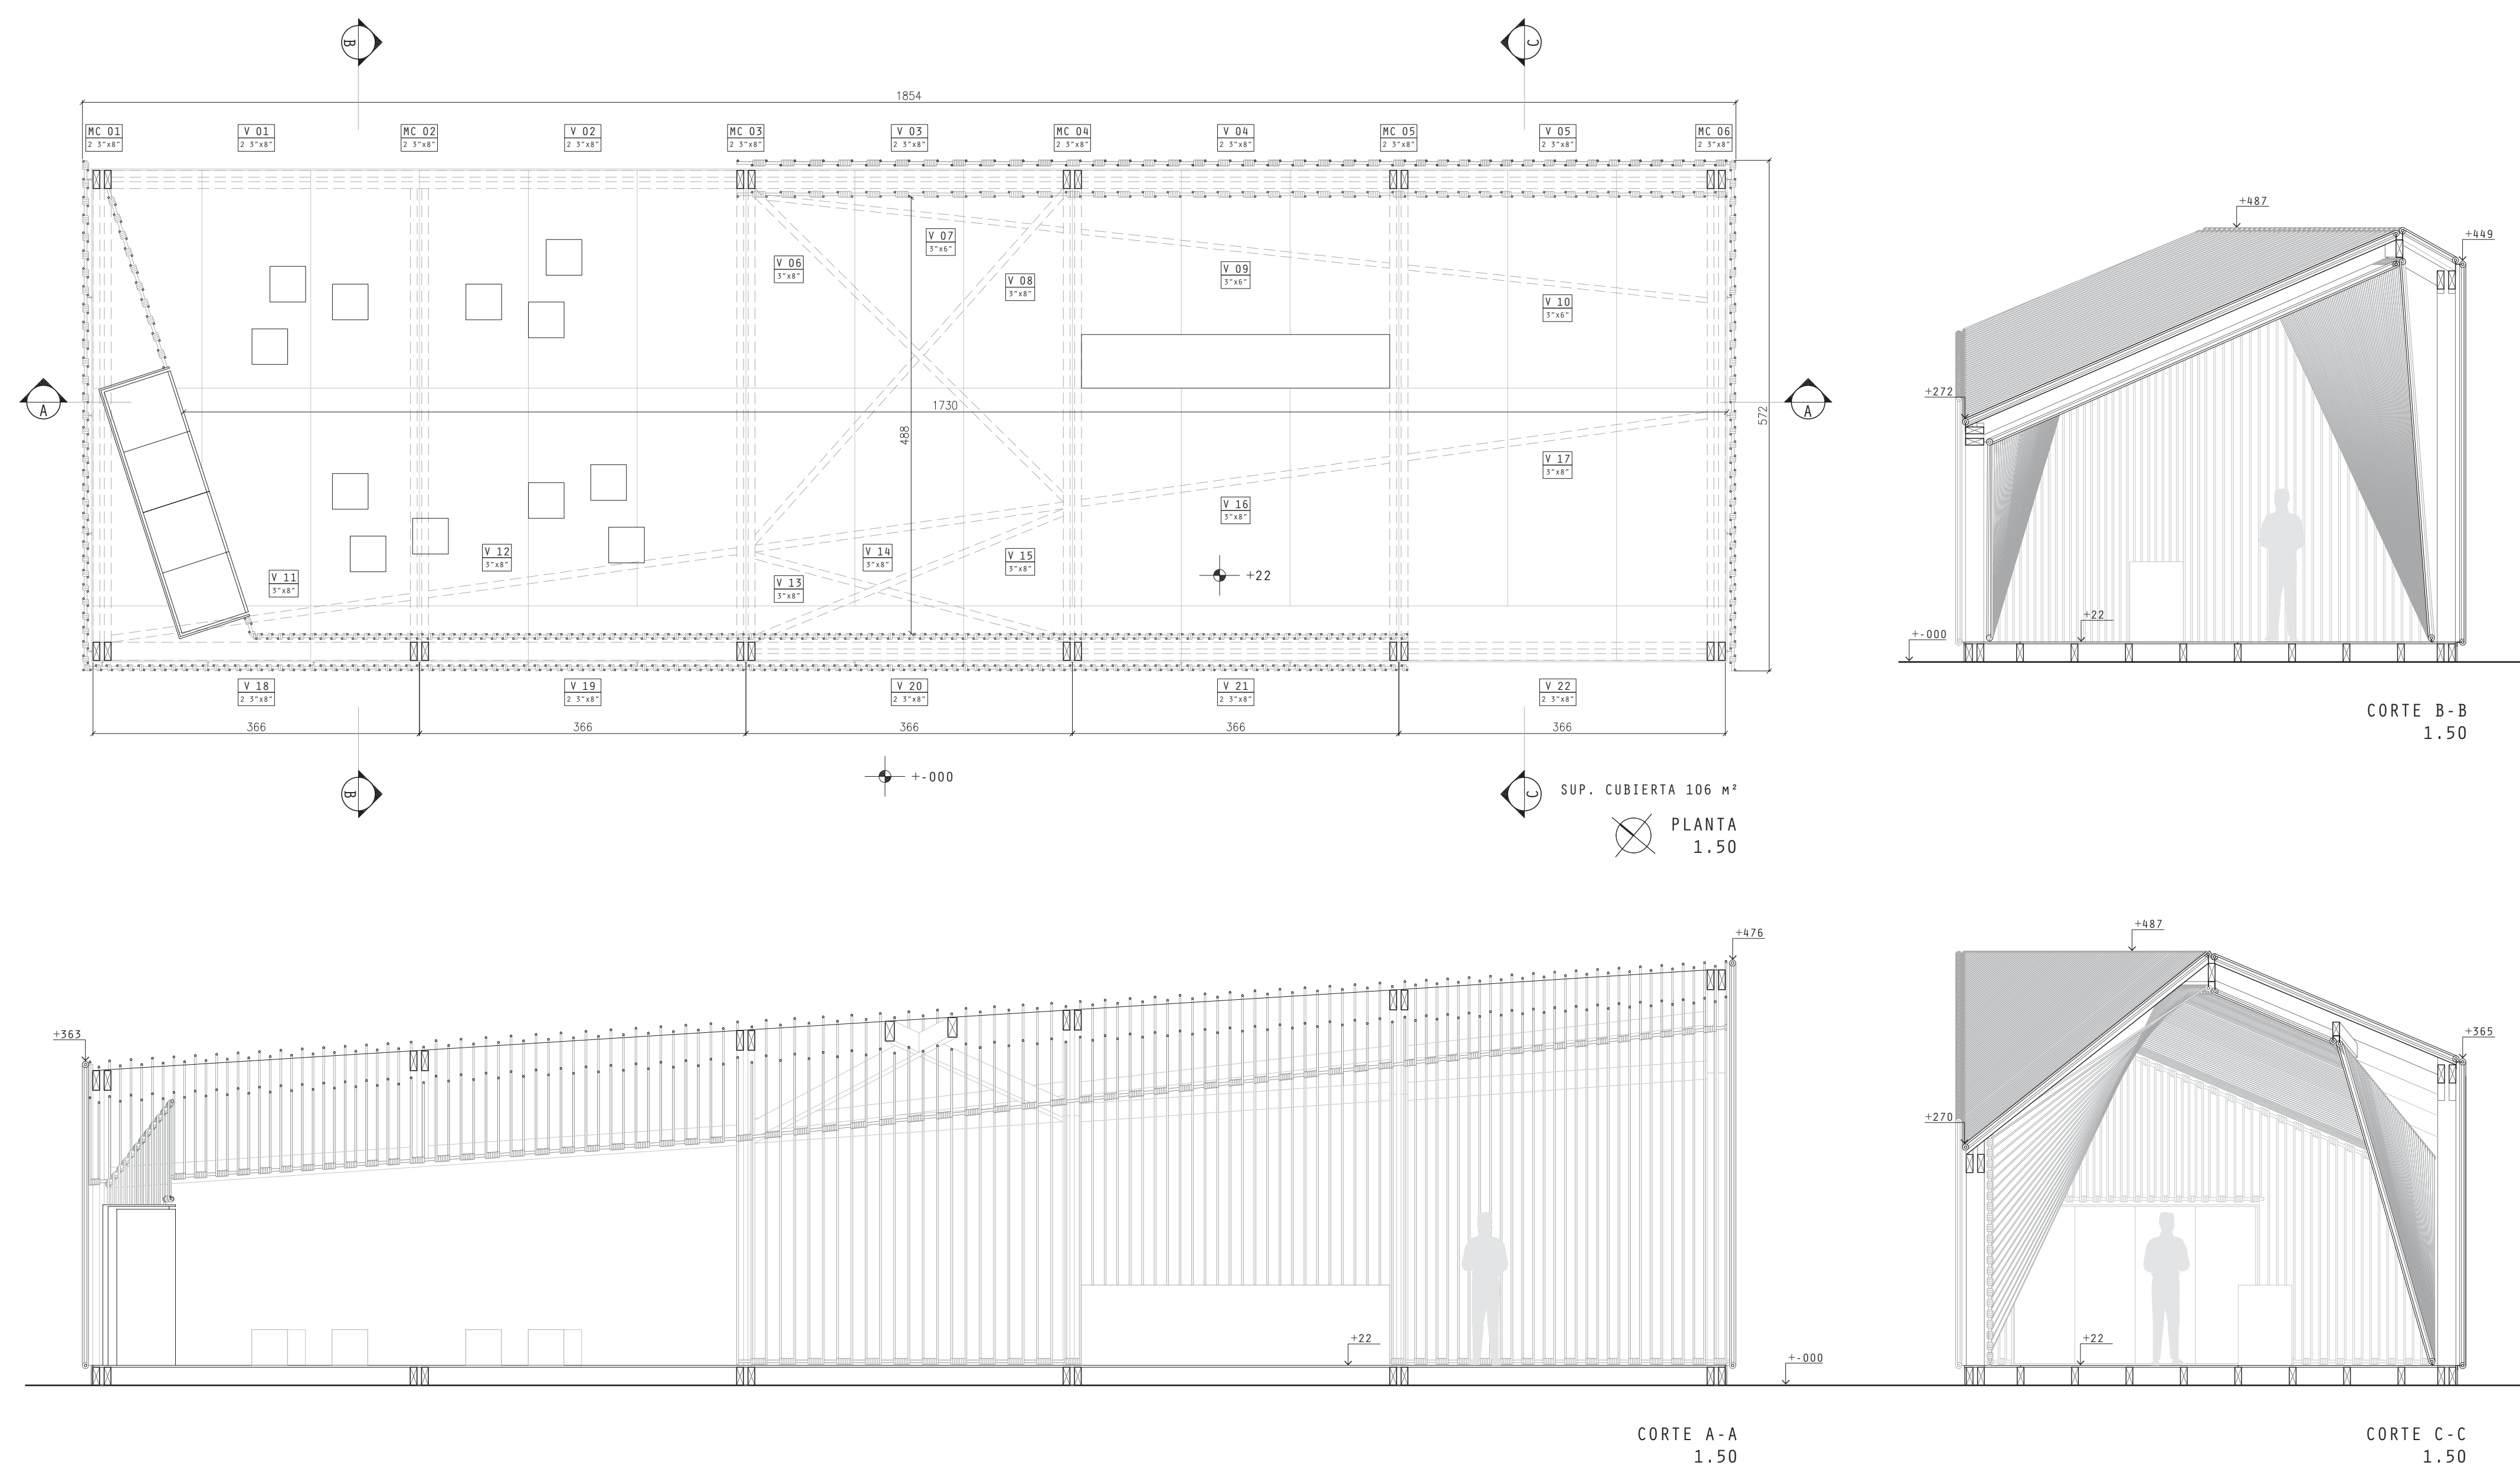 B
C
1854
MC 01
2 3"x8"
V 01
2 3"x8"
MC 02
2 3"x8"
V 02
2 3"x8"
MC 03
2 3"x8"
V 03
2 3"x8"
MC 04
2 3"x8"
V 04
2 3"x8"
MC 05
2 3"x8"
V 05
2 3"x8"
MC 06
2 3"x8"
V 06
3"x8"
V 07
3"x6"
V 08
3"x8"
V 09
3"x6"
V 10
3"x6"
A
A
1730
488
572
V 11
3"x8"
V 12
3"x8"
V 13
3"x8"
V 14
3"x8"
V 15
3"x8"
V 16
3"x8"
V 17
3"x8"
+22
V 18
2 3"x8"
V 19
2 3"x8"
V 20
2 3"x8"
V 21
2 3"x8"
V 22
2 3"x8"
366
366
366
366
366
+-000
B
C
SUP. CUBIERTA 106 M²
PLANTA
1.50
+487
+449
+272
+22
+-000
CORTE B-B
1.50
+363
+476
+22
+-000
CORTE A-A
1.50
+487
+365
+270
+22
CORTE C-C
1.50